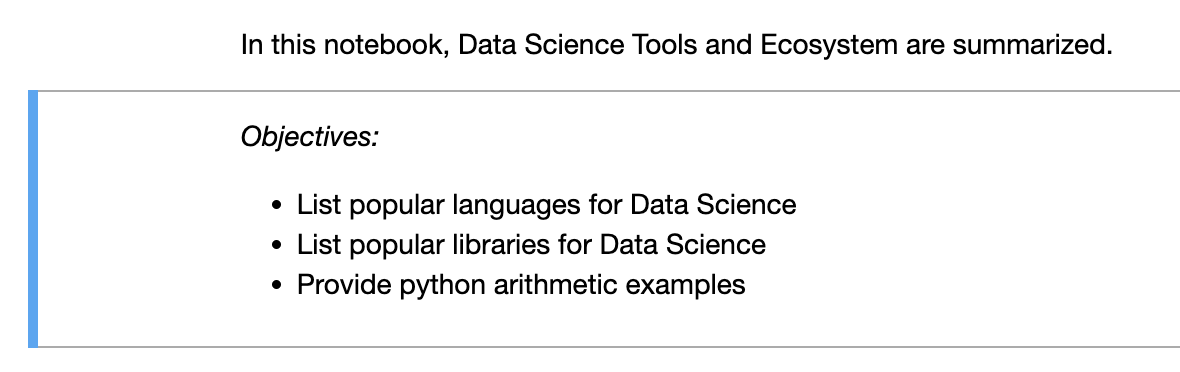 In this notebook, Data Science Tools and Ecosystem are summarized.
Objectives:
• List popular languages for Data Science
• List popular libraries for Data Science
• Provide python arithmetic examples